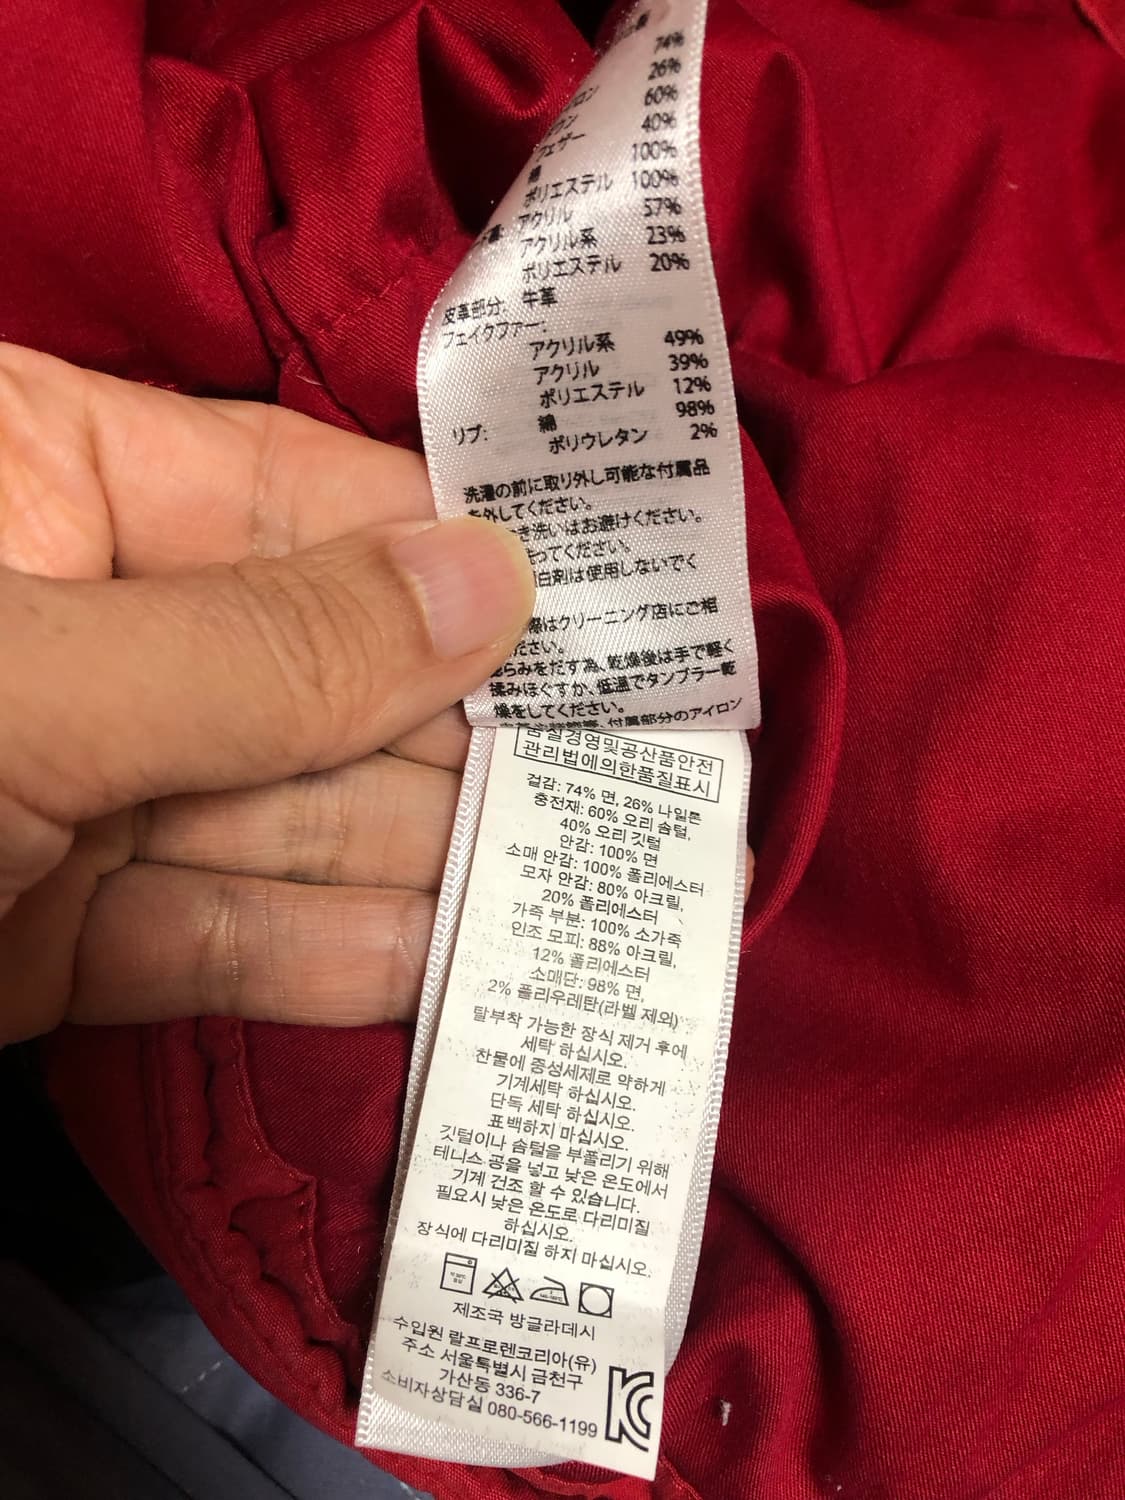 74%
26%
60%
40%
フェザー 100%
綿
ポリエステル 100%
アクリル 57%
アクリル系 23%
ポリエステル 20%
皮革部分: 牛革
フェイクファー:
アクリル系 49%
アクリル 39%
ポリエステル 12%
リブ: 綿 98%
ポリウレタン 2%
洗濯の前に取り外し可能な付属品
を外してください。
き洗いはお避けください。
ってください。
白剤は使用しないでく
際はクリーニング店にご相
ださい。
らみをだす為、乾燥後は手で軽く
揉みほぐすか、低温でタンブラー乾
燥をしてください。
付属部分のアイロン
품질경영및공산품안전
관리법에의한품질표시
겉감: 74% 면, 26% 나일론
충전재: 60% 오리 솜털,
40% 오리 깃털
안감: 100% 면
소매 안감: 100% 폴리에스터
모자 안감: 80% 아크릴,
20% 폴리에스터
가죽 부분: 100% 소가죽
인조 모피: 88% 아크릴,
12% 폴리에스터
소매단: 98% 면,
2% 폴리우레탄(라벨 제외)
탈부착 가능한 장식 제거 후에
세탁 하십시오.
찬물에 중성세제로 약하게
기계세탁 하십시오.
단독 세탁 하십시오.
표백하지 마십시오.
깃털이나 솜털을 부풀리기 위해
테니스 공을 넣고 낮은 온도에서
기계 건조 할 수 있습니다.
필요시 낮은 온도로 다리미질
하십시오.
장식에 다리미질 하지 마십시오.
제조국 방글라데시
수입원 랄프로렌코리아(유)
주소 서울특별시 금천구
가산동 336-7
소비자상담실 080-566-1199